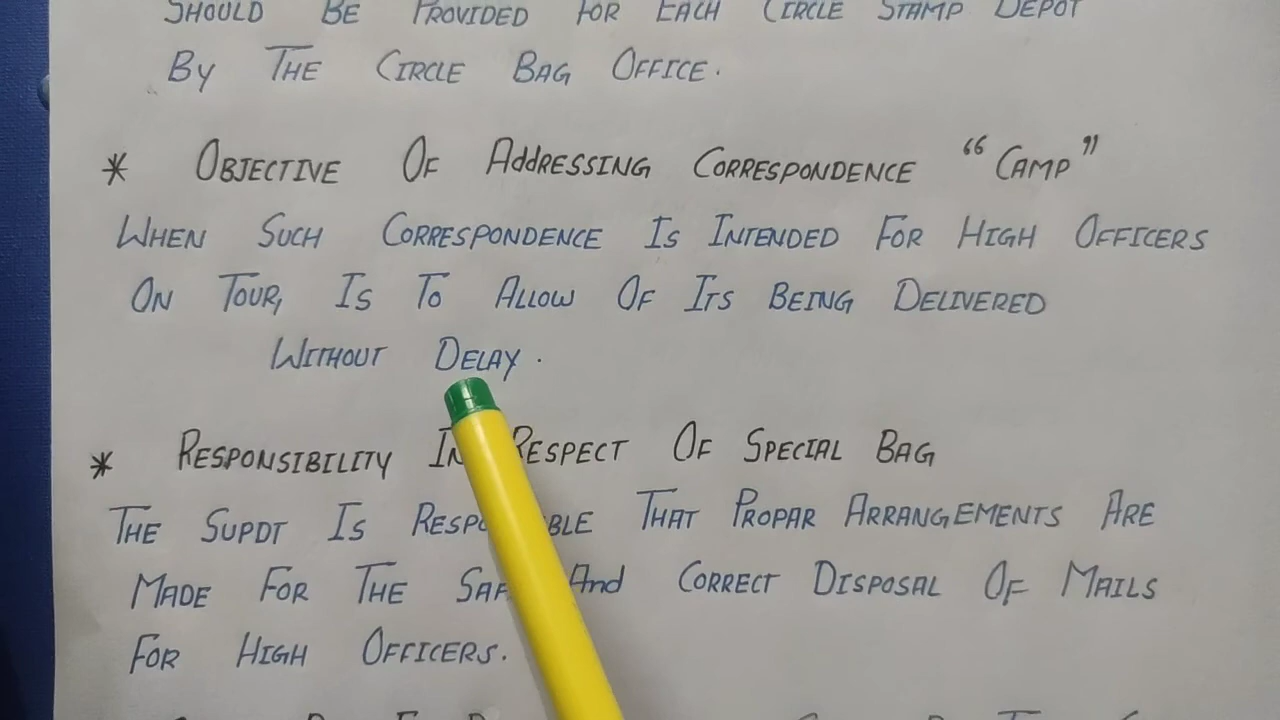 SHOULD BE PROVIDED FOR EACH CIRCLE STAMP DEPOT
BY THE CIRCLE BAG OFFICE.
* OBJECTIVE OF ADDRESSING CORRESPONDENCE "CAMP"
WHEN SUCH CORRESPONDENCE IS INTENDED FOR HIGH OFFICERS
ON TOUR, IS TO ALLOW OF ITS BEING DELIVERED
WITHOUT DELAY.
* RESPONSIBILITY IN RESPECT OF SPECIAL BAG
THE SUPDT IS THAT PROPAR ARRANGEMENTS ARE
MADE FOR THE And CORRECT DISPOSAL OF MAILS
FOR HIGH OFFICERS.